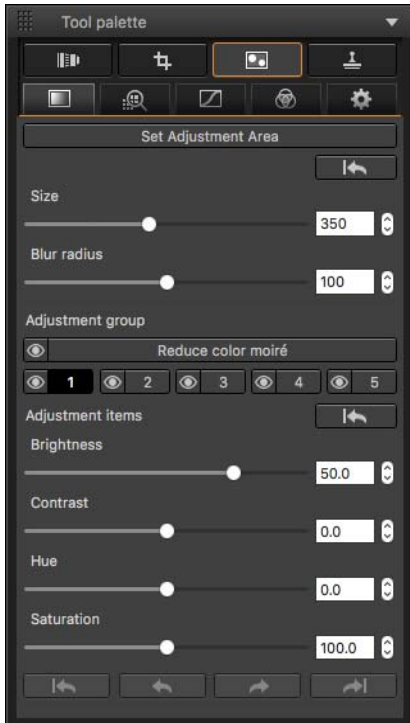 Tool palette
Set Adjustment Area
Size
350
Blur radius
100
Adjustment group
Reduce color moiré
1 2 3 4 5
Adjustment items
Brightness
50.0
Contrast
0.0
Hue
0.0
Saturation
100.0